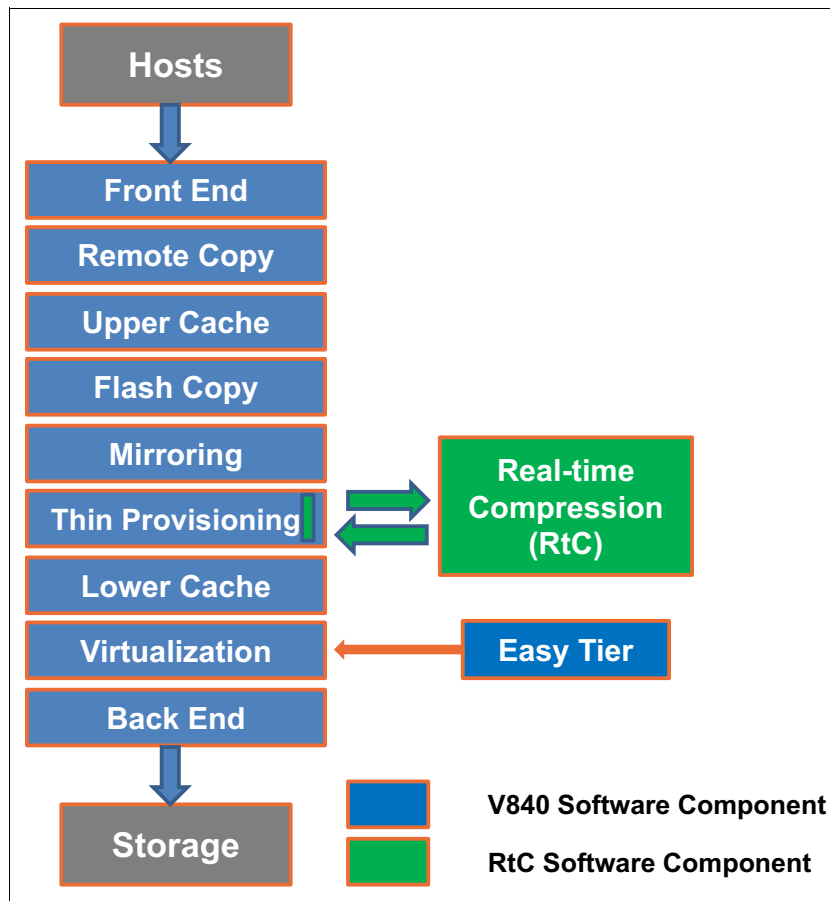 Hosts
Front End
Remote Copy
Upper Cache
Flash Copy
Mirroring
Thin Provisioning
Real-time
Compression
(RtC)
Lower Cache
Virtualization
Easy Tier
Back End
Storage
V840 Software Component
RtC Software Component